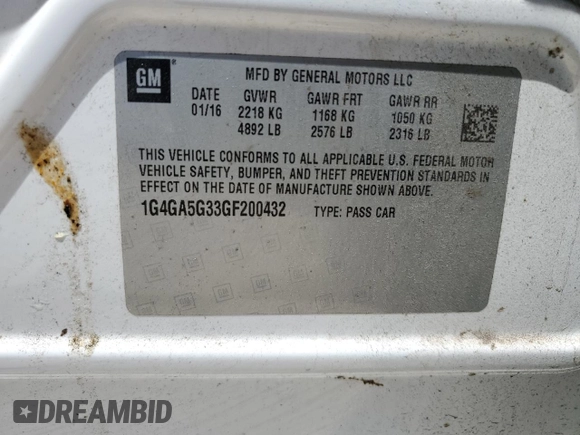 GM
MFD BY GENERAL MOTORS LLC
DATE GVWR GAWR FRT GAWR RR
01/16 2218 KG 1168 KG 1050 KG
4892 LB 2576 LB 2316 LB
THIS VEHICLE CONFORMS TO ALL APPLICABLE U.S. FEDERAL MOTOR
VEHICLE SAFETY, BUMPER, AND THEFT PREVENTION STANDARDS IN
EFFECT ON THE DATE OF MANUFACTURE SHOWN ABOVE.
1G4GA5G33GF200432 TYPE: PASS CAR
DREAMBID